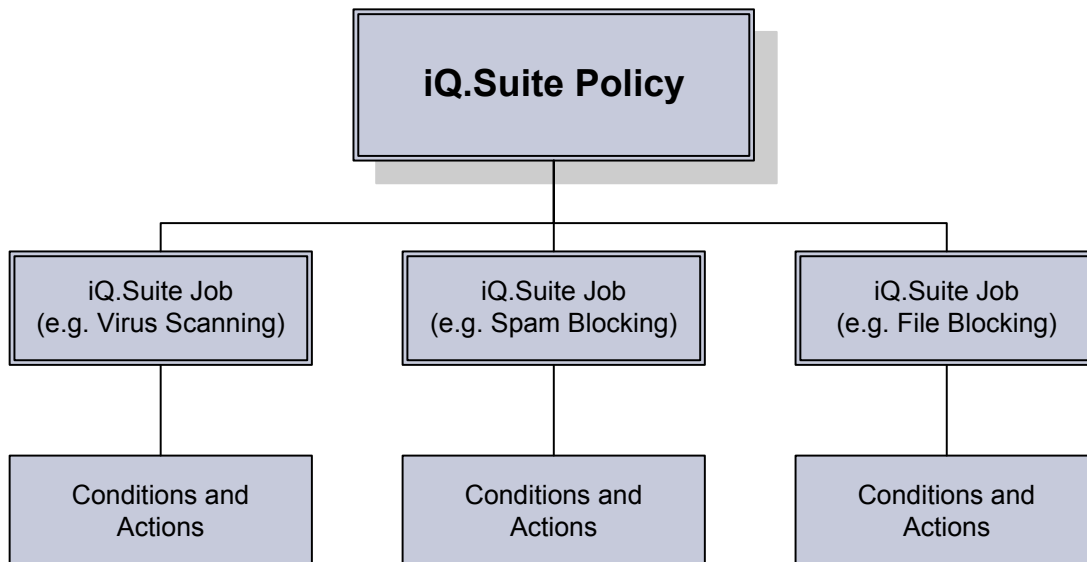 iQ.Suite Policy
iQ.Suite Job
(e.g. Virus Scanning)
iQ.Suite Job
(e.g. Spam Blocking)
iQ.Suite Job
(e.g. File Blocking)
Conditions and
Actions
Conditions and
Actions
Conditions and
Actions